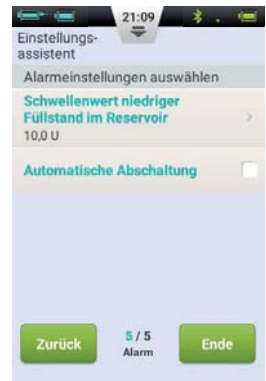 21:09
Einstellungs-
assistent
Alarmeinstellungen auswählen
Schwellenwert niedriger
Füllstand im Reservoir
10,0 U
Automatische Abschaltung
Zurück
5 / 5
Alarm
Ende